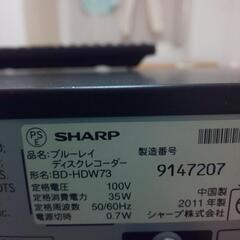 PS
E
SHARP
品名：ブルーレイ
ディスクレコーダー
形名：BD-HDW73
製造番号
9147207
定格電圧： 100V
定格消費電力： 35W
定格周波数： 50/60Hz
電源切時： 0.7W
中国製
2011年製
シャープ株式会社